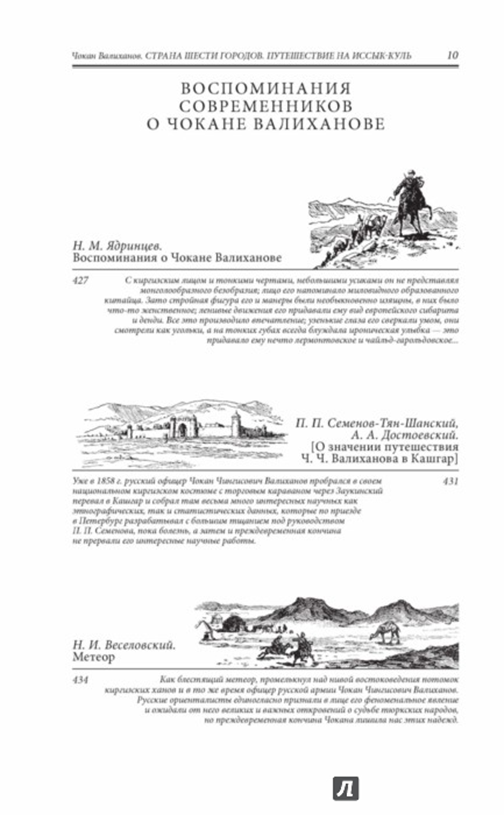 Чокан Валиханов. СТРАНА ШЕСТИ ГОРОДОВ. ПУТЕШЕСТВИЕ НА ИССЫК-КУЛЬ 10
ВОСПОМИНАНИЯ
СОВРЕМЕННИКОВ
О ЧОКАНЕ ВАЛИХАНОВЕ
Н. М. Ядринцев.
Воспоминания о Чокане Валиханове
427 С киргизским лицом и тонкими чертами, небольшими усиками он не представлял
монголообразного безобразия; лицо его напоминало миловидного образованного
китайца. Зато стройная фигура его и манеры были необыкновенно изящны, в них было
что-то женственное; ленивые движения его придавали ему вид европейского сибарита
и денди. Все это производило впечатление; узенькие глаза его сверкали умом, они
смотрели как угольки, а на тонких губах всегда блуждала ироническая улыбка — это
придавало ему нечто лермонтовское и чайльд-гарольдовское...
П. П. Семенов-Тян-Шанский,
А. А. Достоевский.
[О значении путешествия
Ч. Ч. Валиханова в Кашгар]
Уже в 1858 г. русский офицер Чокан Чингисович Валиханов пробрался в своем 431
национальном киргизском костюме с торговым караваном через Заукинский
перевал в Кашгар и собрал там весьма много интересных научных как
этнографических, так и статистических данных, которые по приезде
в Петербург разрабатывал с большим тщанием под руководством
П. П. Семенова, пока болезнь, а затем и преждевременная кончина
не прервали его интересные научные работы.
Н. И. Веселовский.
Метеор
434 Как блестящий метеор, промелькнул над нивой востоковедения потомок
киргизских ханов и в то же время офицер русской армии Чокан Чингисович Валиханов.
Русские ориенталисты единогласно признали в лице его феноменальное явление
и ожидали от него великих и важных откровений о судьбе тюркских народов,
но преждевременная кончина Чокана лишила нас этих надежд.
Л